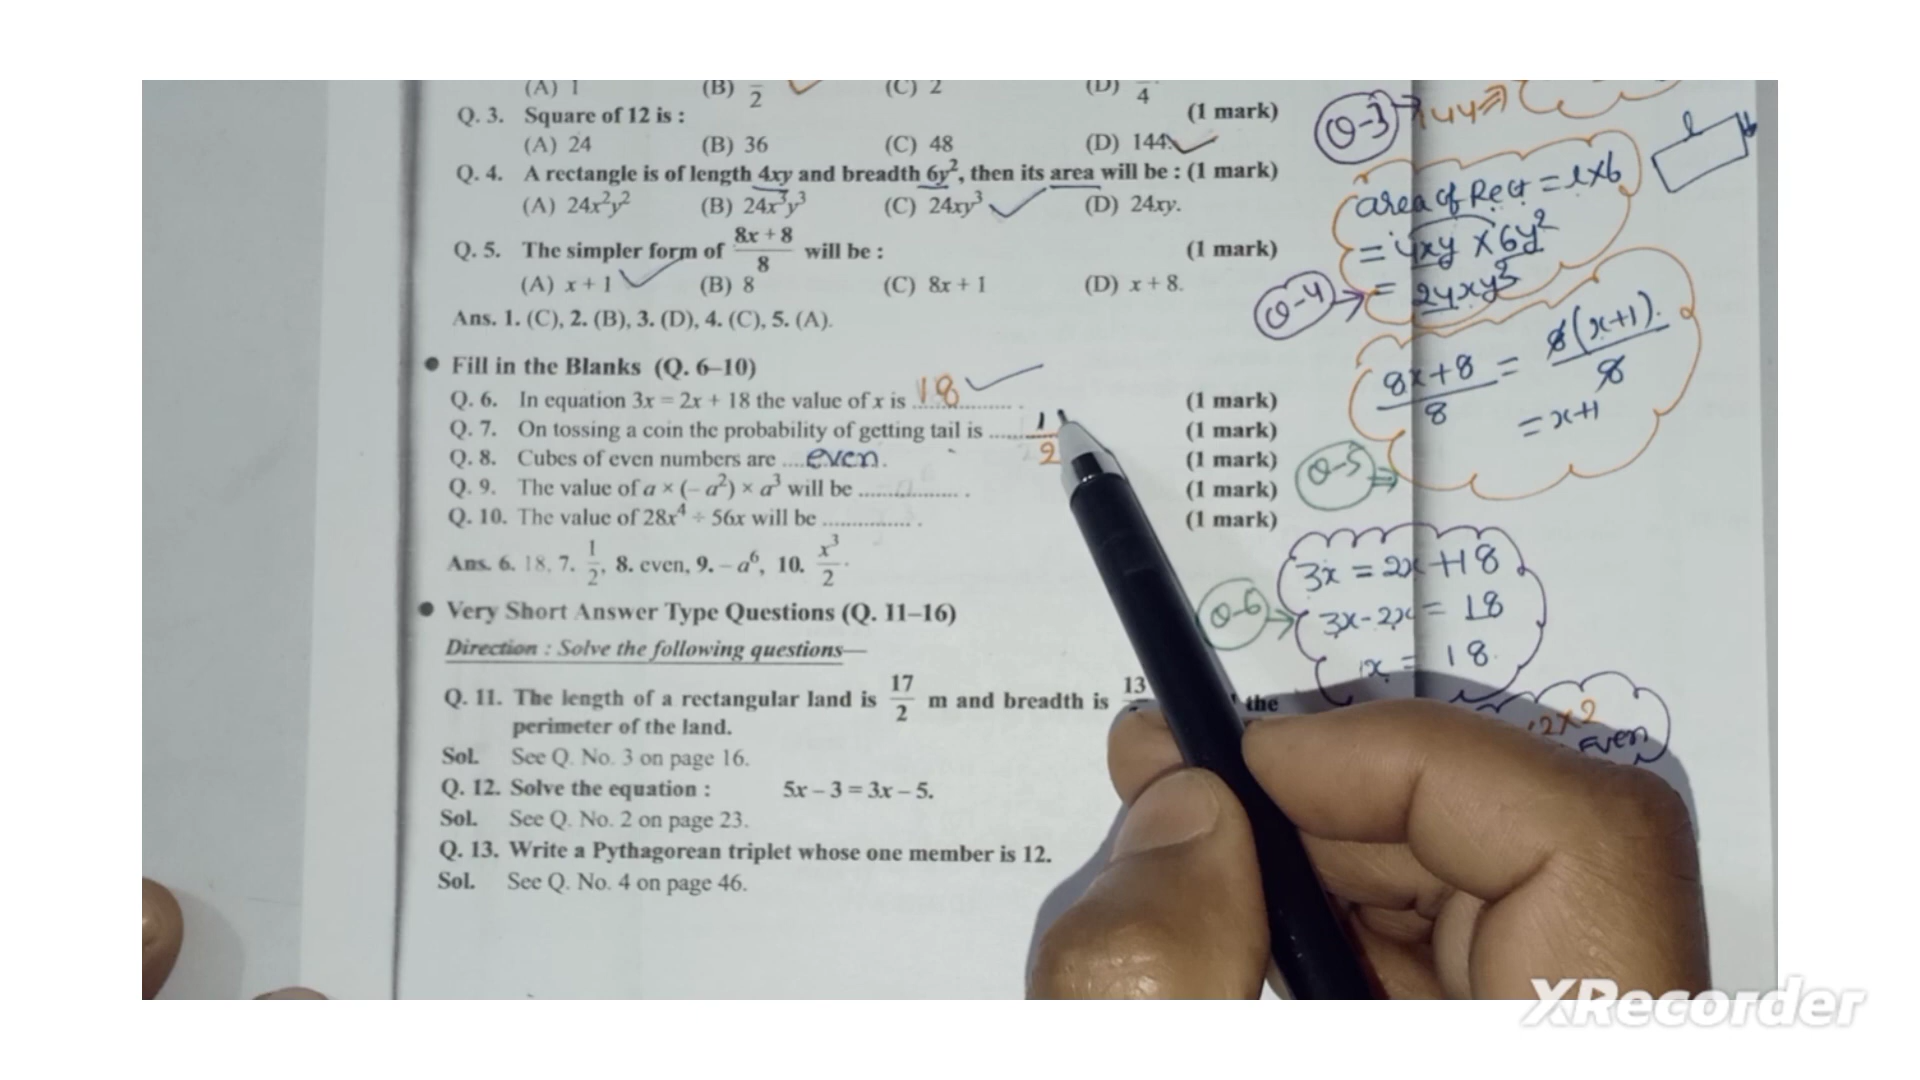 (A) 1 (B) 2 (C) 2 (D) 4
Q. 3. Square of 12 is : (1 mark)
(A) 24 (B) 36 (C) 48 (D) 144.
Q. 4. A rectangle is of length 4xy and breadth 6y², then its area will be : (1 mark)
(A) 24x²y² (B) 24x³y³ (C) 24xy³ (D) 24xy.
Q. 5. The simpler form of (8x + 8)/8 will be : (1 mark)
(A) x + 1 (B) 8 (C) 8x + 1 (D) x + 8.
Ans. 1. (C), 2. (B), 3. (D), 4. (C), 5. (A).
● Fill in the Blanks (Q. 6–10)
Q. 6. In equation 3x = 2x + 18 the value of x is 18 . (1 mark)
Q. 7. On tossing a coin the probability of getting tail is ...... 1/2 (1 mark)
Q. 8. Cubes of even numbers are .... even. (1 mark)
Q. 9. The value of a × (– a²) × a³ will be ............... . (1 mark)
Q. 10. The value of 28x⁴ ÷ 56x will be ............... . (1 mark)
Ans. 6. 18, 7. 1/2, 8. even, 9. – a⁶, 10. x³/2.
● Very Short Answer Type Questions (Q. 11–16)
Direction : Solve the following questions—
Q. 11. The length of a rectangular land is 17/2 m and breadth is 13 the
perimeter of the land.
Sol. See Q. No. 3 on page 16.
Q. 12. Solve the equation : 5x – 3 = 3x – 5.
Sol. See Q. No. 2 on page 23.
Q. 13. Write a Pythagorean triplet whose one member is 12.
Sol. See Q. No. 4 on page 46.
Q-3 → 144 ⇒
l
area of Rect = l×b
= 4xy × 6y²
Q-4 → = 24xy³
(8x+8)/8 = 8(x+1)/8
= x+1
Q-5 ⇒
3x = 2x + 18
Q-6 → 3x - 2x = 18
x = 18
2×2
Even
XRecorder